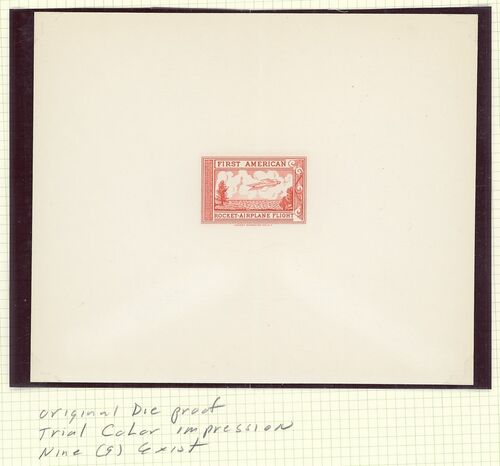 FIRST AMERICAN
ROCKET-AIRPLANE FLIGHT
original Die proof
Trial Color impression
Nine (9) Exist